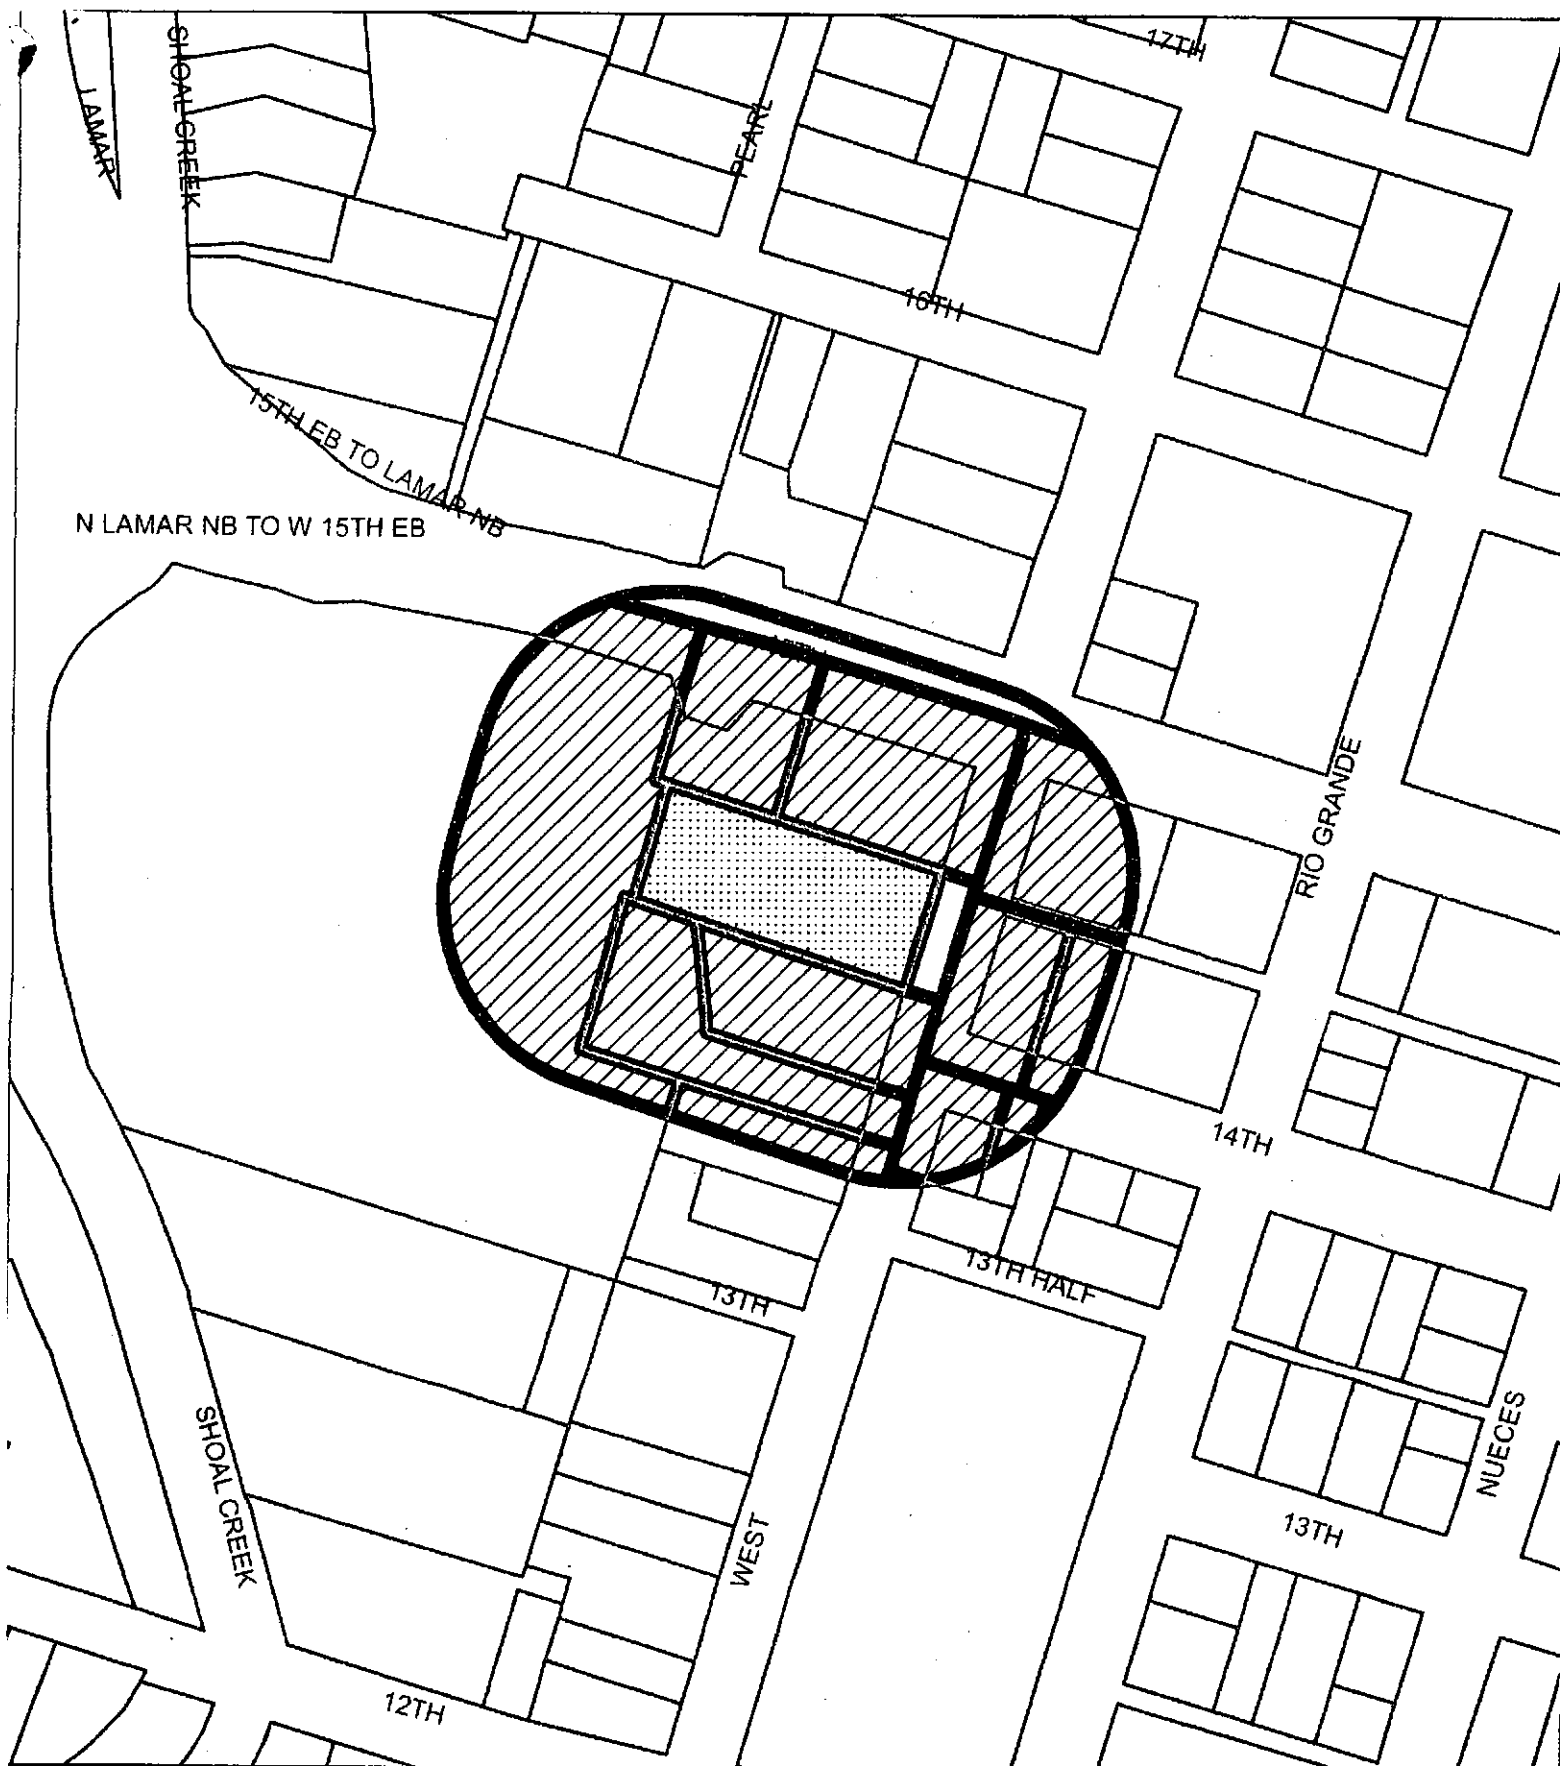 17TH
SHOAL CREEK
LAMAR
PEARL
16TH
15TH EB TO LAMAR NB
N LAMAR NB TO W 15TH EB
RIO GRANDE
14TH
13TH HALF
13TH
NUECES
SHOAL CREEK
WEST
13TH
12TH